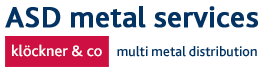 ASD metal services
klöckner & co multi metal distribution